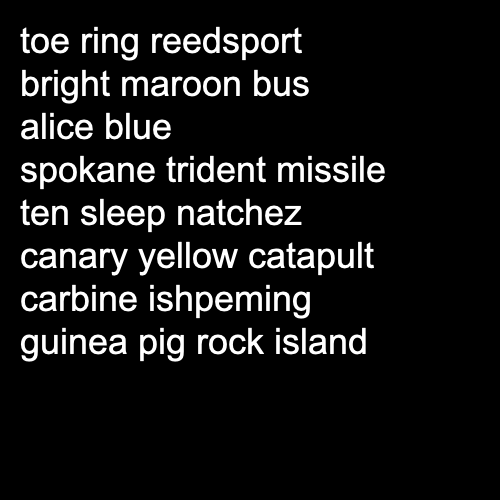 toe ring reedsport
bright maroon bus
alice blue
spokane trident missile
ten sleep natchez
canary yellow catapult
carbine ishpeming
guinea pig rock island